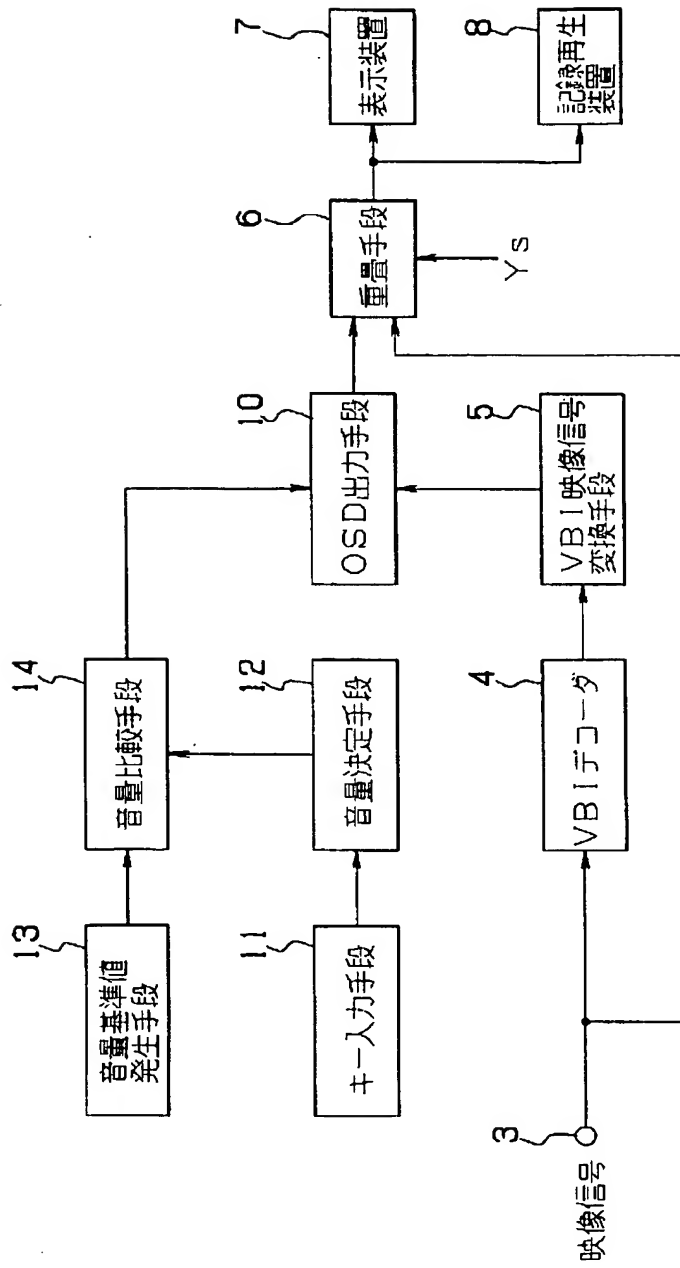 13
音量基準値
発生手段
14
音量比較手段
11
キー入力手段
12
音量決定手段
10
OSD出力手段
6
重畳手段
7
表示装置
Ys
3
映像信号
4
VBIデコーダ
5
VBI映像信号
変換手段
8
記録再生
装置